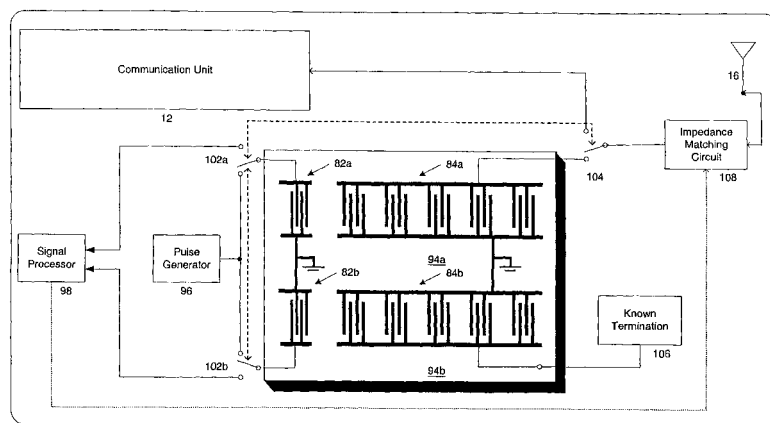 Communication Unit
12
16
Impedance
Matching
Circuit
108
102a
82a
84a
104
Signal
Processor
98
Pulse
Generator
96
94a
82b
84b
Known
Termination
106
102b
94b